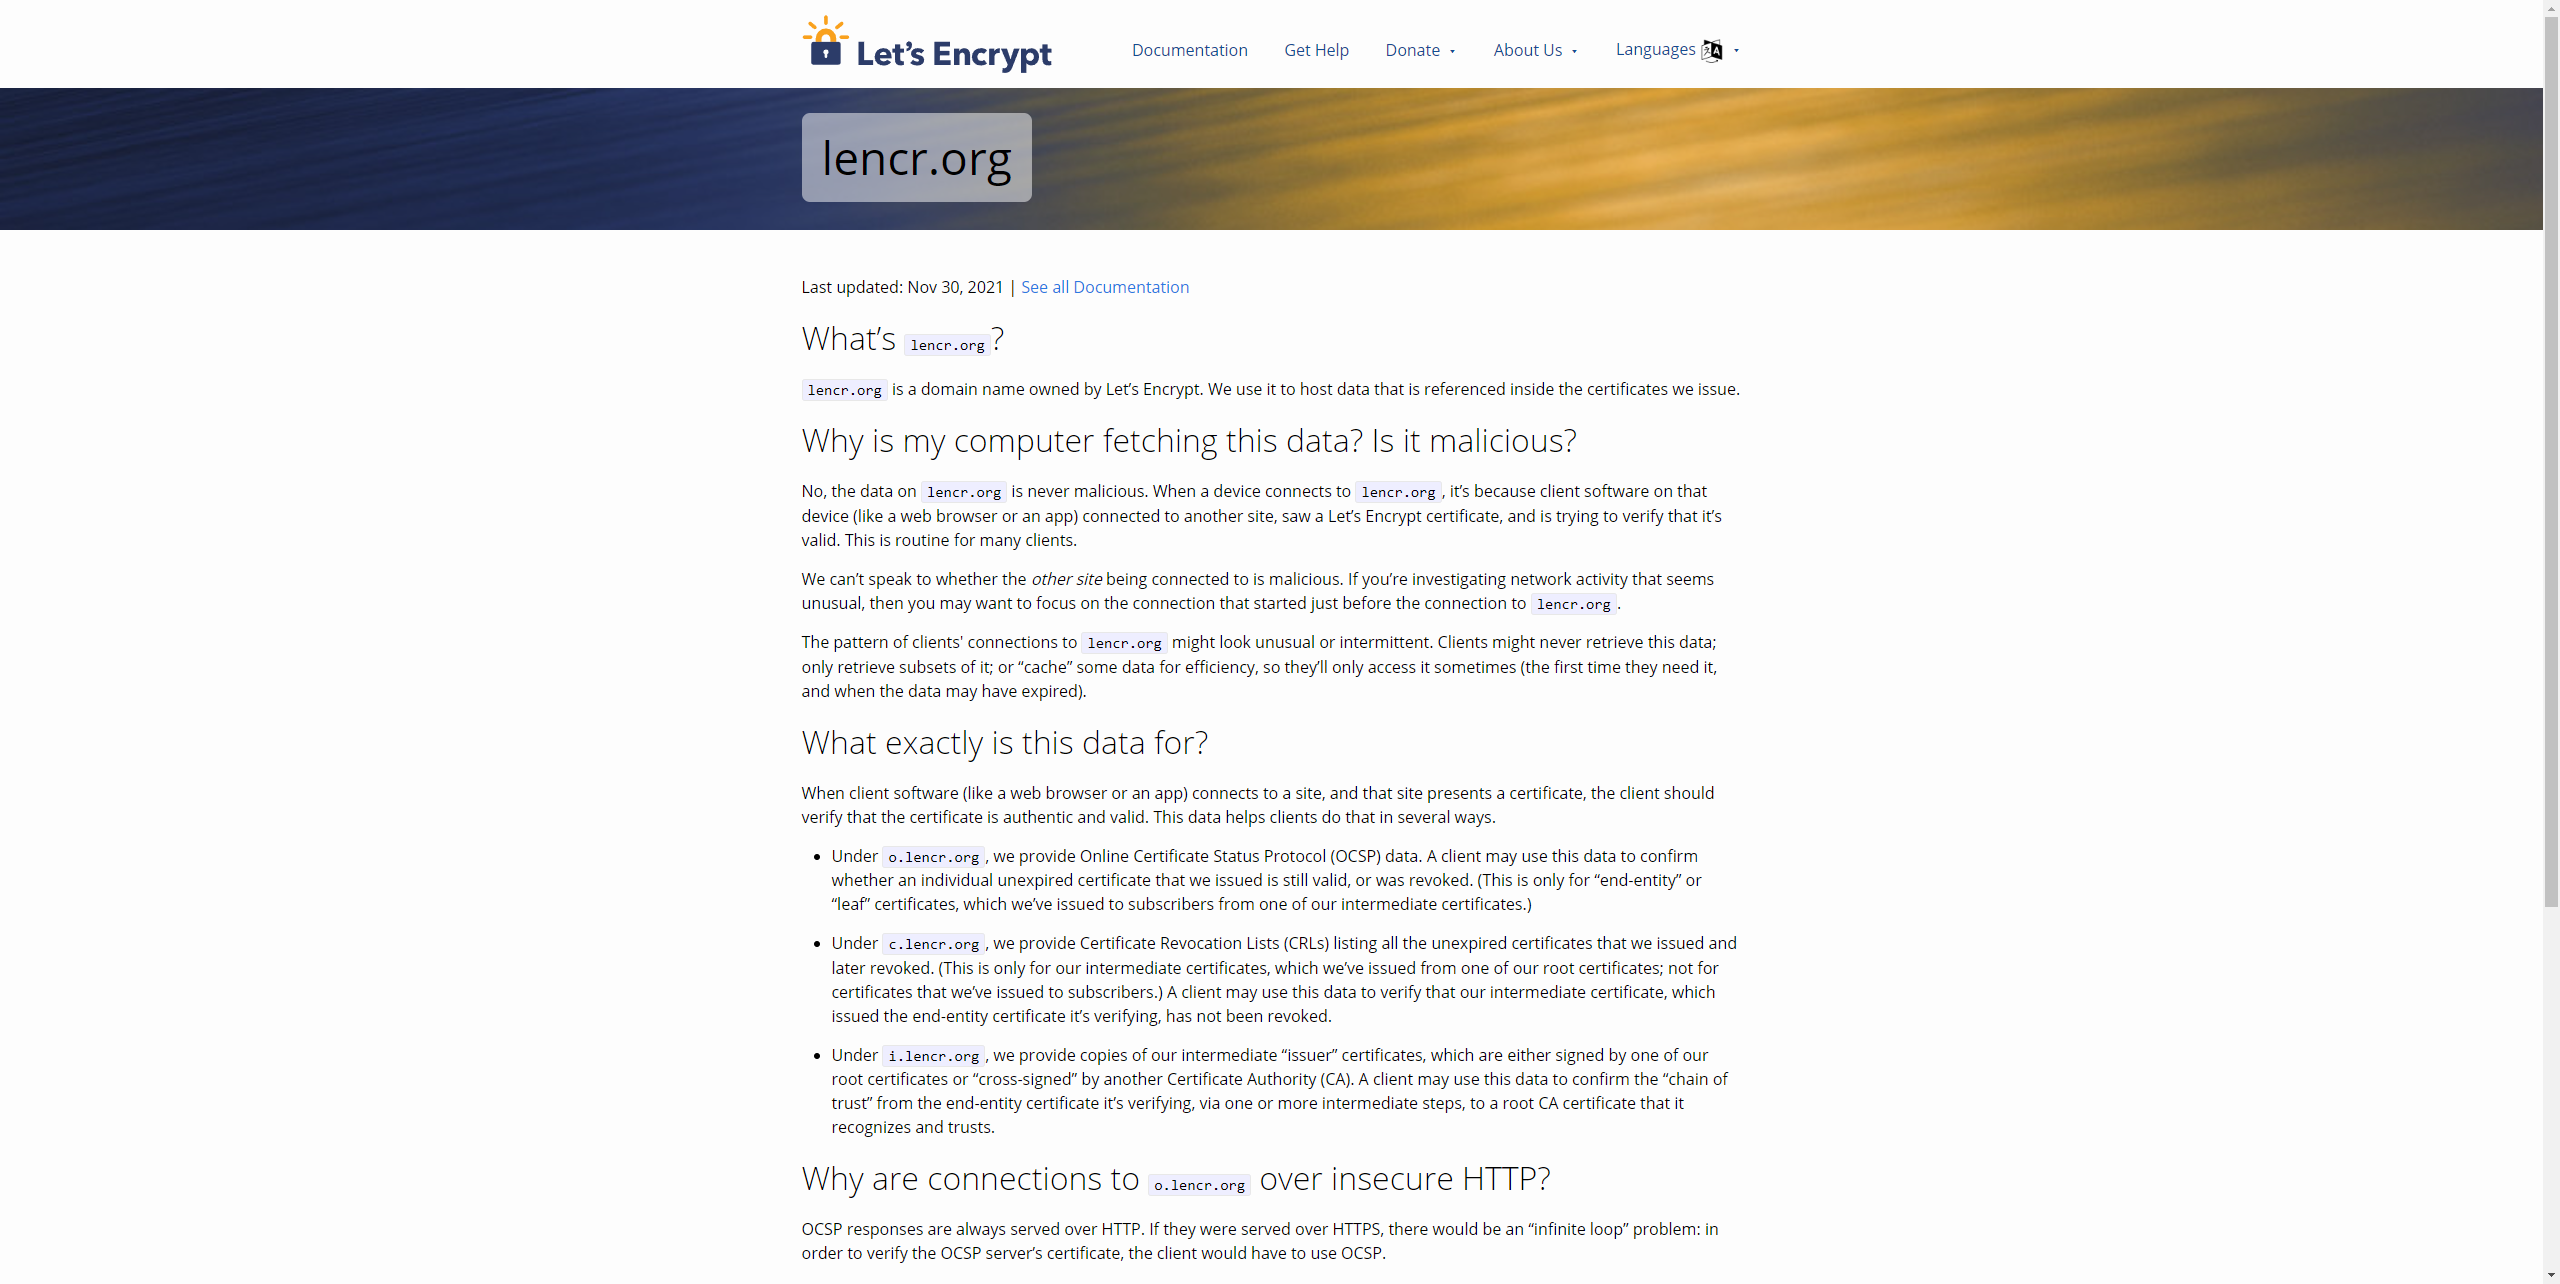 Let's Encrypt
Documentation Get Help Donate About Us Languages
lencr.org
Last updated: Nov 30, 2021 | See all Documentation
What’s lencr.org?
lencr.org is a domain name owned by Let’s Encrypt. We use it to host data that is referenced inside the certificates we issue.
Why is my computer fetching this data? Is it malicious?
No, the data on lencr.org is never malicious. When a device connects to lencr.org, it’s because client software on that
device (like a web browser or an app) connected to another site, saw a Let’s Encrypt certificate, and is trying to verify that it’s
valid. This is routine for many clients.
We can’t speak to whether the other site being connected to is malicious. If you’re investigating network activity that seems
unusual, then you may want to focus on the connection that started just before the connection to lencr.org.
The pattern of clients' connections to lencr.org might look unusual or intermittent. Clients might never retrieve this data;
only retrieve subsets of it; or “cache” some data for efficiency, so they’ll only access it sometimes (the first time they need it,
and when the data may have expired).
What exactly is this data for?
When client software (like a web browser or an app) connects to a site, and that site presents a certificate, the client should
verify that the certificate is authentic and valid. This data helps clients do that in several ways.
• Under o.lencr.org, we provide Online Certificate Status Protocol (OCSP) data. A client may use this data to confirm
whether an individual unexpired certificate that we issued is still valid, or was revoked. (This is only for “end-entity” or
“leaf” certificates, which we’ve issued to subscribers from one of our intermediate certificates.)
• Under c.lencr.org, we provide Certificate Revocation Lists (CRLs) listing all the unexpired certificates that we issued and
later revoked. (This is only for our intermediate certificates, which we’ve issued from one of our root certificates; not for
certificates that we’ve issued to subscribers.) A client may use this data to verify that our intermediate certificate, which
issued the end-entity certificate it’s verifying, has not been revoked.
• Under i.lencr.org, we provide copies of our intermediate “issuer” certificates, which are either signed by one of our
root certificates or “cross-signed” by another Certificate Authority (CA). A client may use this data to confirm the “chain of
trust” from the end-entity certificate it’s verifying, via one or more intermediate steps, to a root CA certificate that it
recognizes and trusts.
Why are connections to o.lencr.org over insecure HTTP?
OCSP responses are always served over HTTP. If they were served over HTTPS, there would be an “infinite loop” problem: in
order to verify the OCSP server’s certificate, the client would have to use OCSP.